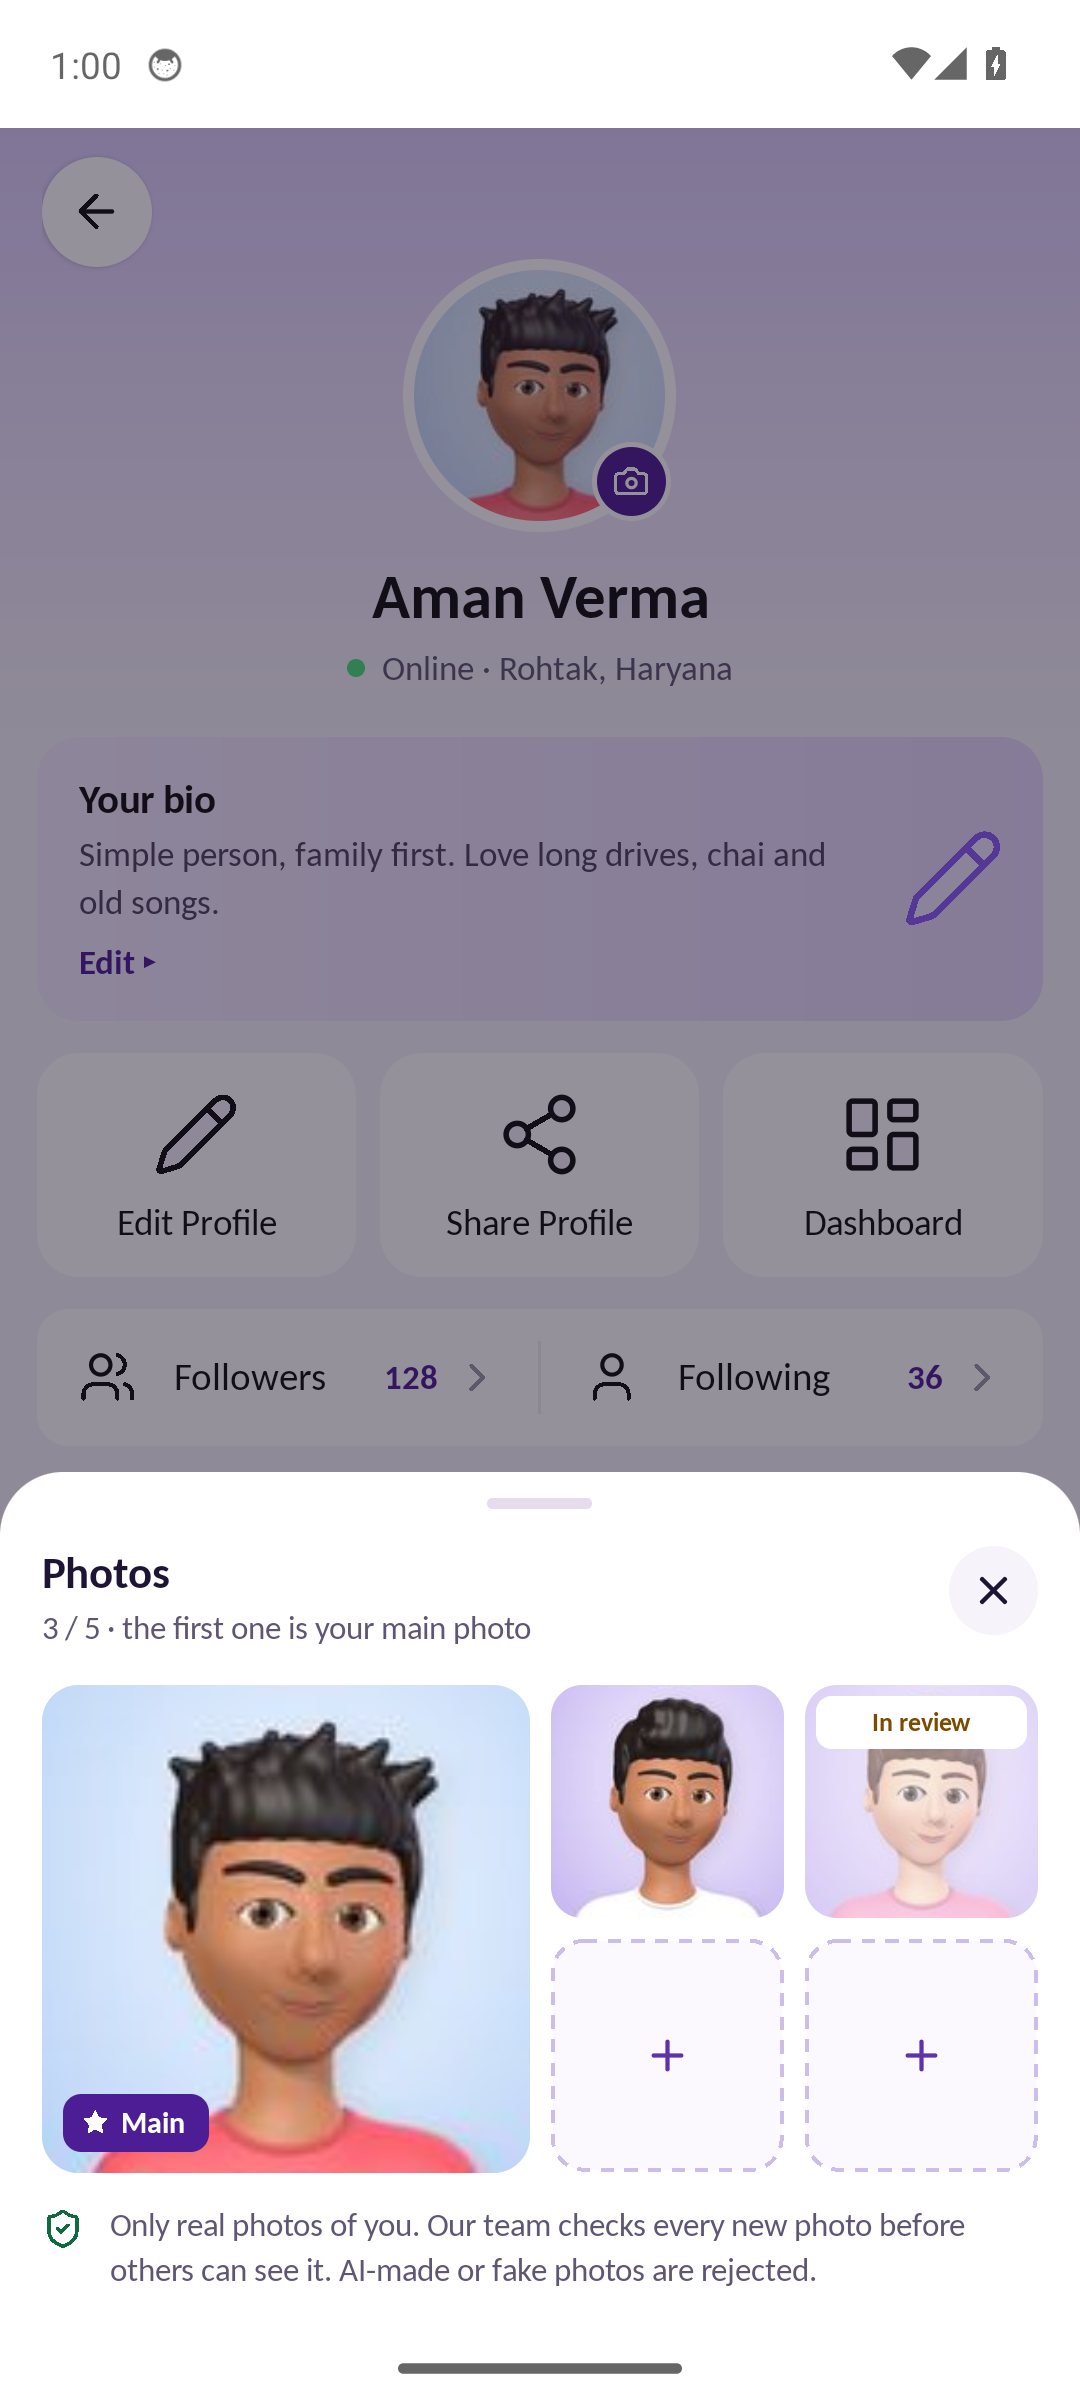 1:00
Aman Verma
Online · Rohtak, Haryana
Your bio
Simple person, family first. Love long drives, chai and
old songs.
Edit ▸
Edit Profile
Share Profile
Dashboard
Followers 128
Following 36
Photos
3 / 5 · the first one is your main photo
In review
Main
Only real photos of you. Our team checks every new photo before
others can see it. AI-made or fake photos are rejected.